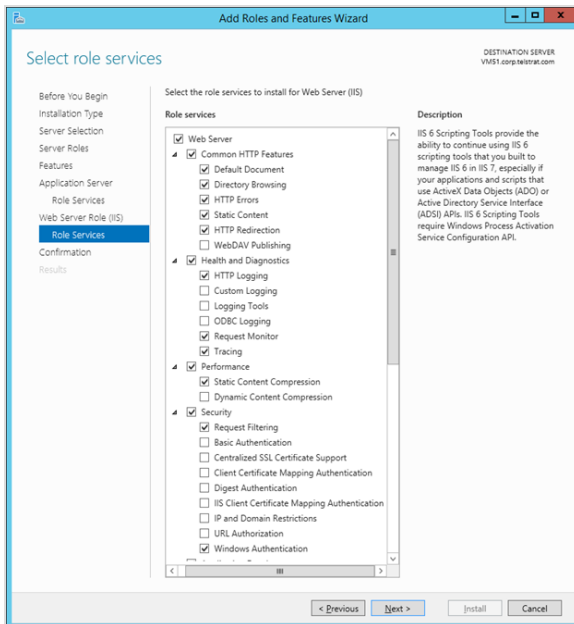 Add Roles and Features Wizard
Select role services
DESTINATION SERVER
VMS1.corp.telstrat.com
Before You Begin
Installation Type
Server Selection
Server Roles
Features
Application Server
Role Services
Web Server Role (IIS)
Role Services
Confirmation
Results
Select the role services to install for Web Server (IIS)
Role services
Web Server
Common HTTP Features
Default Document
Directory Browsing
HTTP Errors
Static Content
HTTP Redirection
WebDAV Publishing
Health and Diagnostics
HTTP Logging
Custom Logging
Logging Tools
ODBC Logging
Request Monitor
Tracing
Performance
Static Content Compression
Dynamic Content Compression
Security
Request Filtering
Basic Authentication
Centralized SSL Certificate Support
Client Certificate Mapping Authentication
Digest Authentication
IIS Client Certificate Mapping Authentication
IP and Domain Restrictions
URL Authorization
Windows Authentication
Description
IIS 6 Scripting Tools provide the
ability to continue using IIS 6
scripting tools that you built to
manage IIS 6 in IIS 7, especially if
your applications and scripts that
use ActiveX Data Objects (ADO) or
Active Directory Service Interface
(ADSI) APIs. IIS 6 Scripting Tools
require Windows Process Activation
Service Configuration API.
< Previous
Next >
Install
Cancel